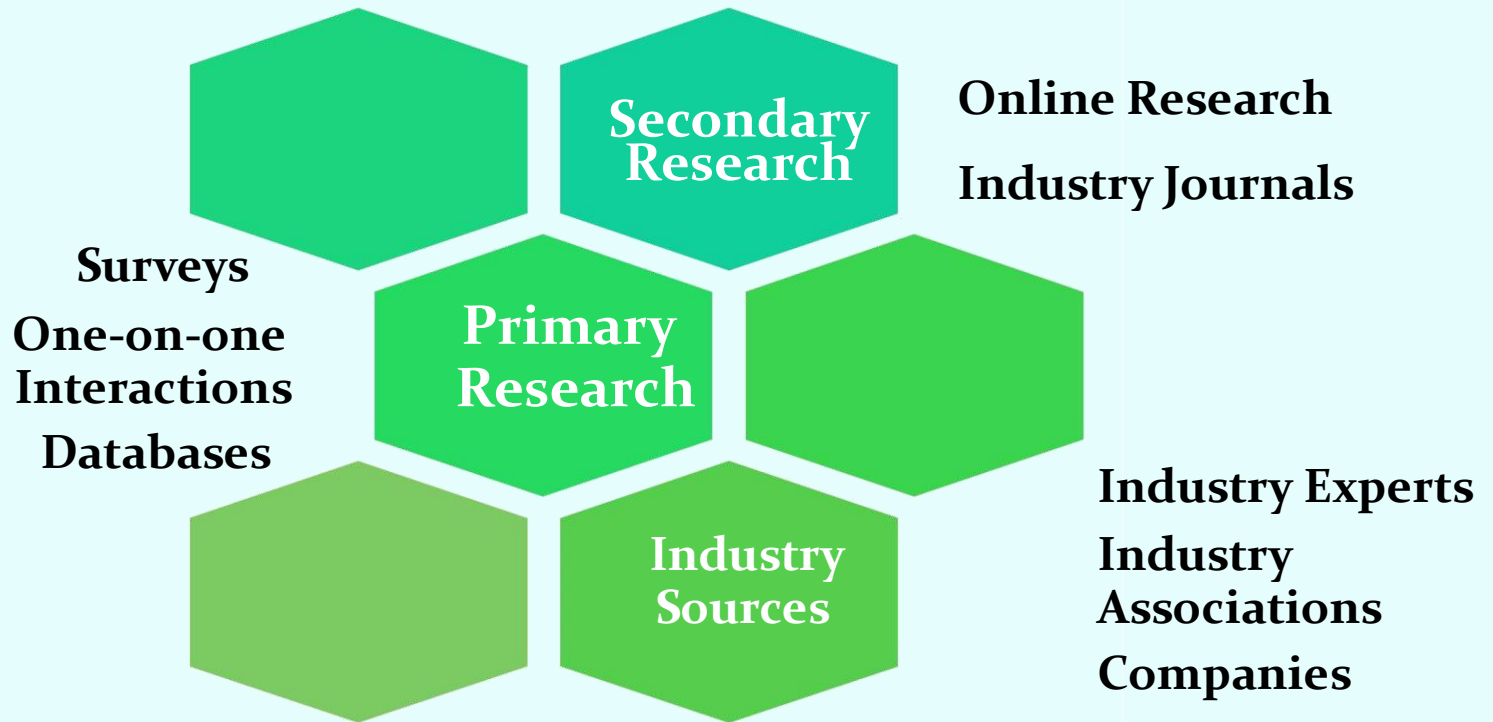 Secondary
Research
Online Research
Industry Journals
Surveys
One-on-one
Interactions
Databases
Primary
Research
Industry
Sources
Industry Experts
Industry
Associations
Companies